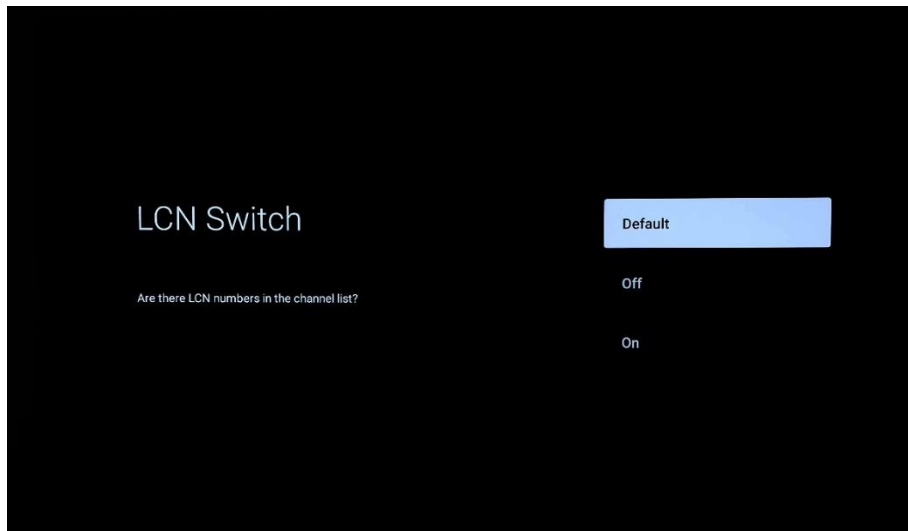 LCN Switch
Are there LCN numbers in the channel list?
Default
Off
On